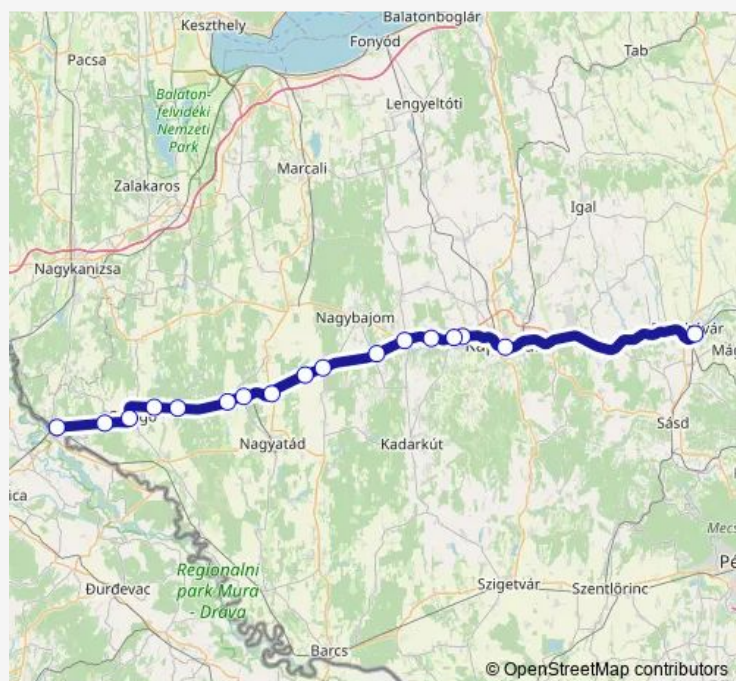 Balatonboglár
Keszthely
Fonyód
Tab
Pacsa
Balaton-
felvidéki
Nemzeti
Park
Lengyeltóti
Marcali
Zalakaros
Igal
Nagykanizsa
Nagybajom
Kadarkút
Nagyatád
Sásd
Regionalni
park Mura
- Drava
Đurđevac
Szigetvár
Szentlőrinc
Barcs
© OpenStreetMap contributors